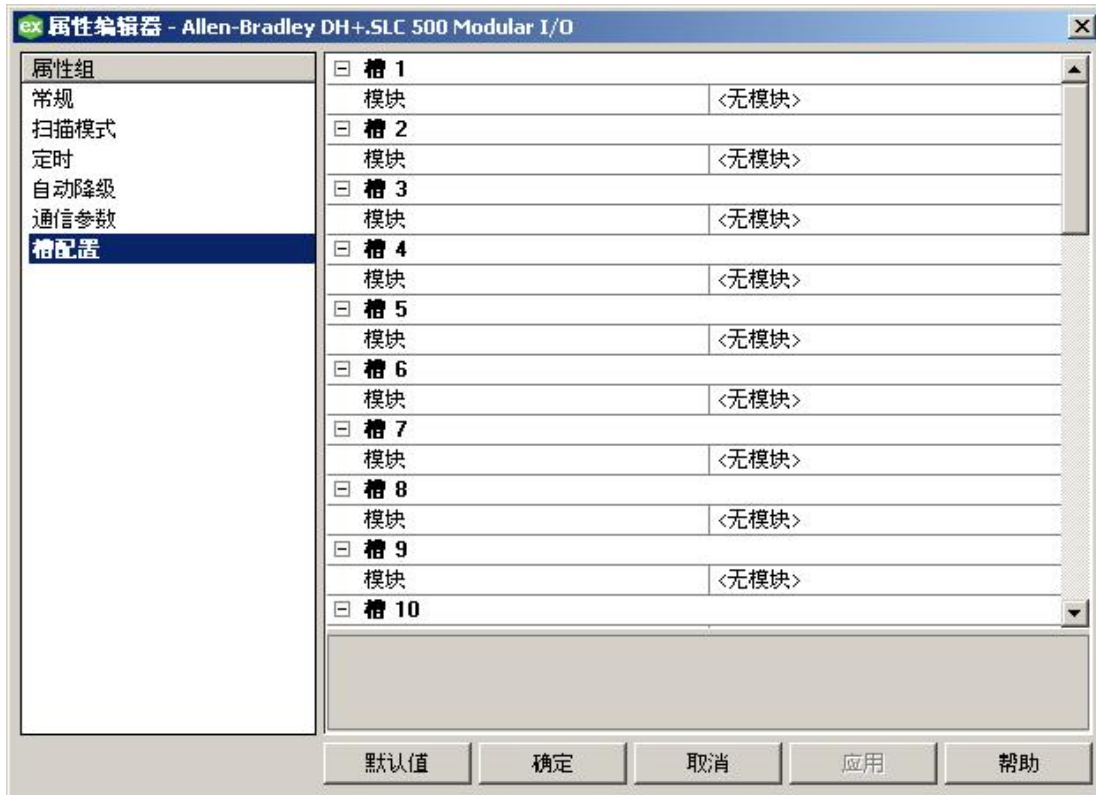 ex 属性编辑器 - Allen-Bradley DH+.SLC 500 Modular I/O
属性组
常规
扫描模式
定时
自动降级
通信参数
槽配置
槽 1
模块 <无模块>
槽 2
模块 <无模块>
槽 3
模块 <无模块>
槽 4
模块 <无模块>
槽 5
模块 <无模块>
槽 6
模块 <无模块>
槽 7
模块 <无模块>
槽 8
模块 <无模块>
槽 9
模块 <无模块>
槽 10
默认值 确定 取消 应用 帮助